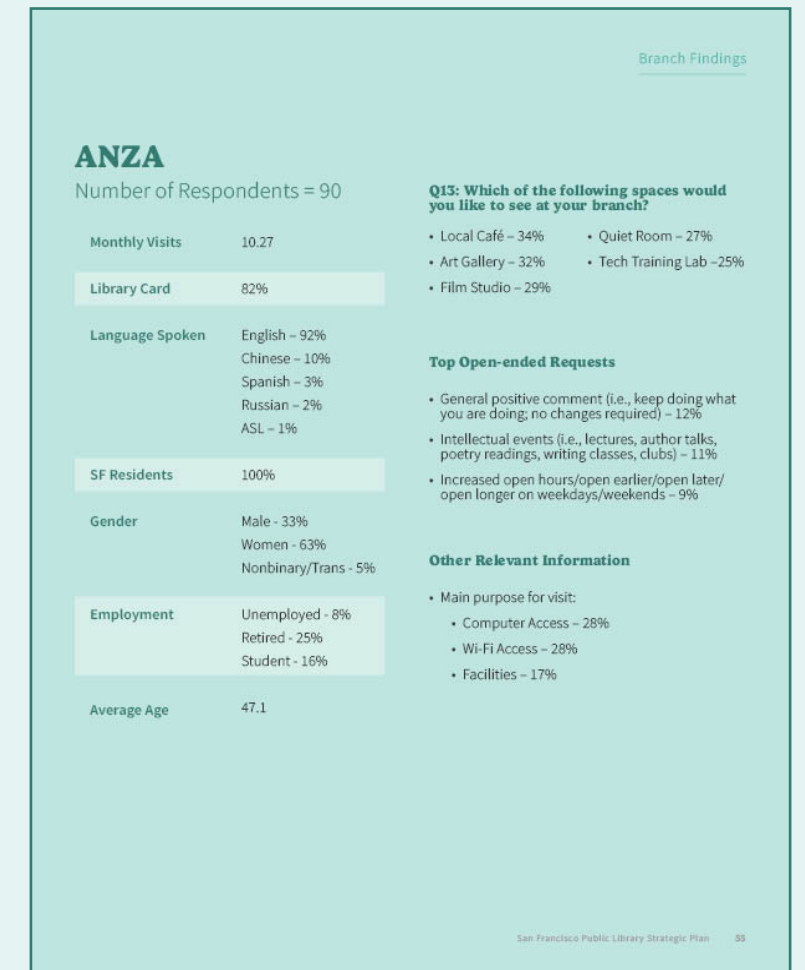 Branch Findings
ANZA
Number of Respondents = 90
Monthly Visits 10.27
Library Card 82%
Language Spoken English – 92%
Chinese – 10%
Spanish – 3%
Russian – 2%
ASL – 1%
SF Residents 100%
Gender Male - 33%
Women - 63%
Nonbinary/Trans - 5%
Employment Unemployed - 8%
Retired - 25%
Student - 16%
Average Age 47.1
Q13: Which of the following spaces would
you like to see at your branch?
• Local Café – 34%
• Art Gallery – 32%
• Film Studio – 29%
• Quiet Room – 27%
• Tech Training Lab –25%
Top Open-ended Requests
• General positive comment (i.e., keep doing what
you are doing; no changes required) – 12%
• Intellectual events (i.e., lectures, author talks,
poetry readings, writing classes, clubs) – 11%
• Increased open hours/open earlier/open later/
open longer on weekdays/weekends – 9%
Other Relevant Information
• Main purpose for visit:
• Computer Access – 28%
• Wi-Fi Access – 28%
• Facilities – 17%
San Francisco Public Library Strategic Plan 55